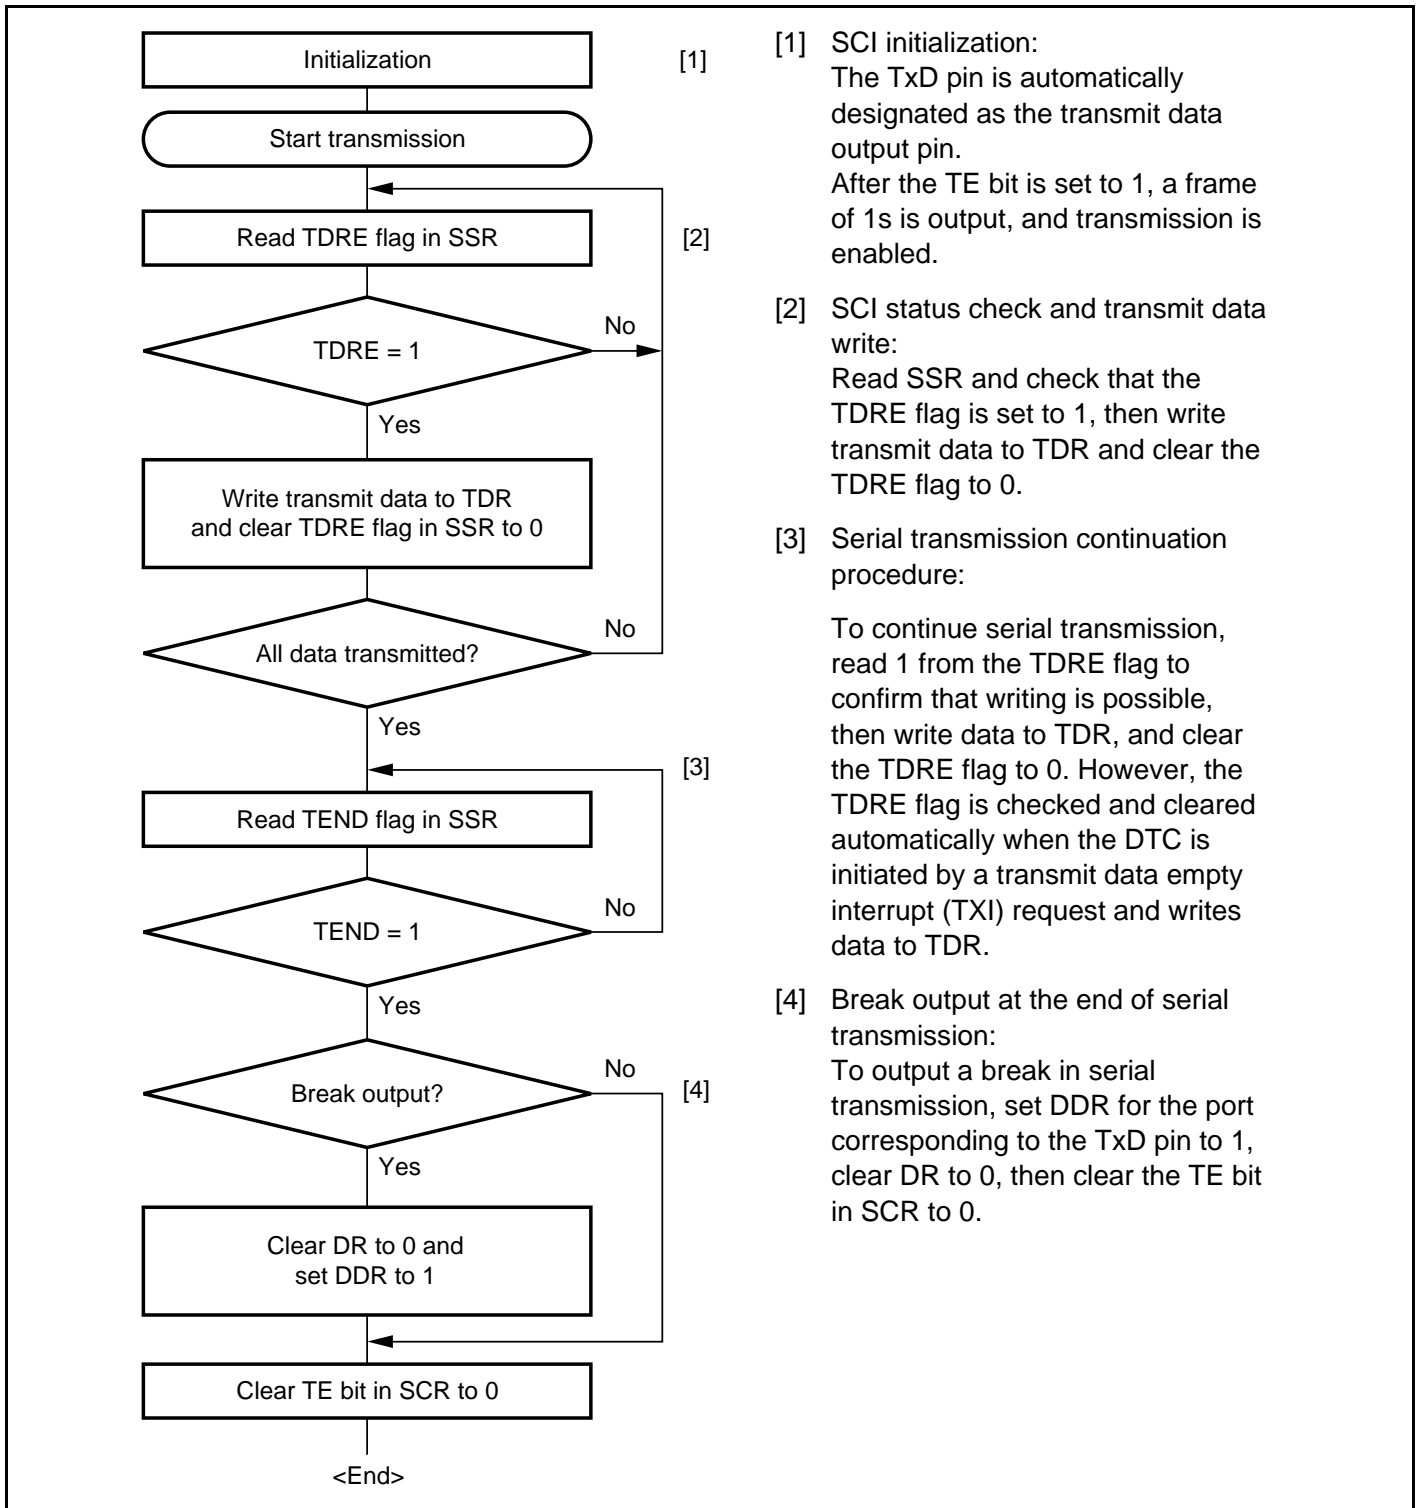 Initialization
[1]
Start transmission
Read TDRE flag in SSR
[2]
TDRE = 1
No
Yes
Write transmit data to TDR
and clear TDRE flag in SSR to 0
All data transmitted?
No
Yes
[3]
Read TEND flag in SSR
TEND = 1
No
Yes
Break output?
No
[4]
Yes
Clear DR to 0 and
set DDR to 1
Clear TE bit in SCR to 0
<End>
[1] SCI initialization:
The TxD pin is automatically
designated as the transmit data
output pin.
After the TE bit is set to 1, a frame
of 1s is output, and transmission is
enabled.
[2] SCI status check and transmit data
write:
Read SSR and check that the
TDRE flag is set to 1, then write
transmit data to TDR and clear the
TDRE flag to 0.
[3] Serial transmission continuation
procedure:
To continue serial transmission,
read 1 from the TDRE flag to
confirm that writing is possible,
then write data to TDR, and clear
the TDRE flag to 0. However, the
TDRE flag is checked and cleared
automatically when the DTC is
initiated by a transmit data empty
interrupt (TXI) request and writes
data to TDR.
[4] Break output at the end of serial
transmission:
To output a break in serial
transmission, set DDR for the port
corresponding to the TxD pin to 1,
clear DR to 0, then clear the TE bit
in SCR to 0.